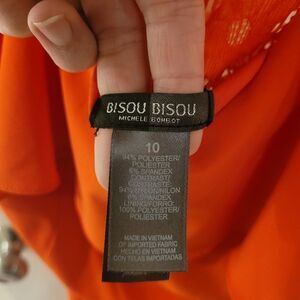 BISOU BISOU
MICHELE BOHBOT
10
94% POLYESTER/
POLIESTER
6% SPANDEX
CONTRAST/
CONTRASTE:
94% NYLON/NILON
6% SPANDEX
LINING/FORRO:
100% POLYESTER/
POLIESTER
MADE IN VIETNAM
OF IMPORTED FABRIC
HECHO EN VIETNAM
CON TELAS IMPORTADAS